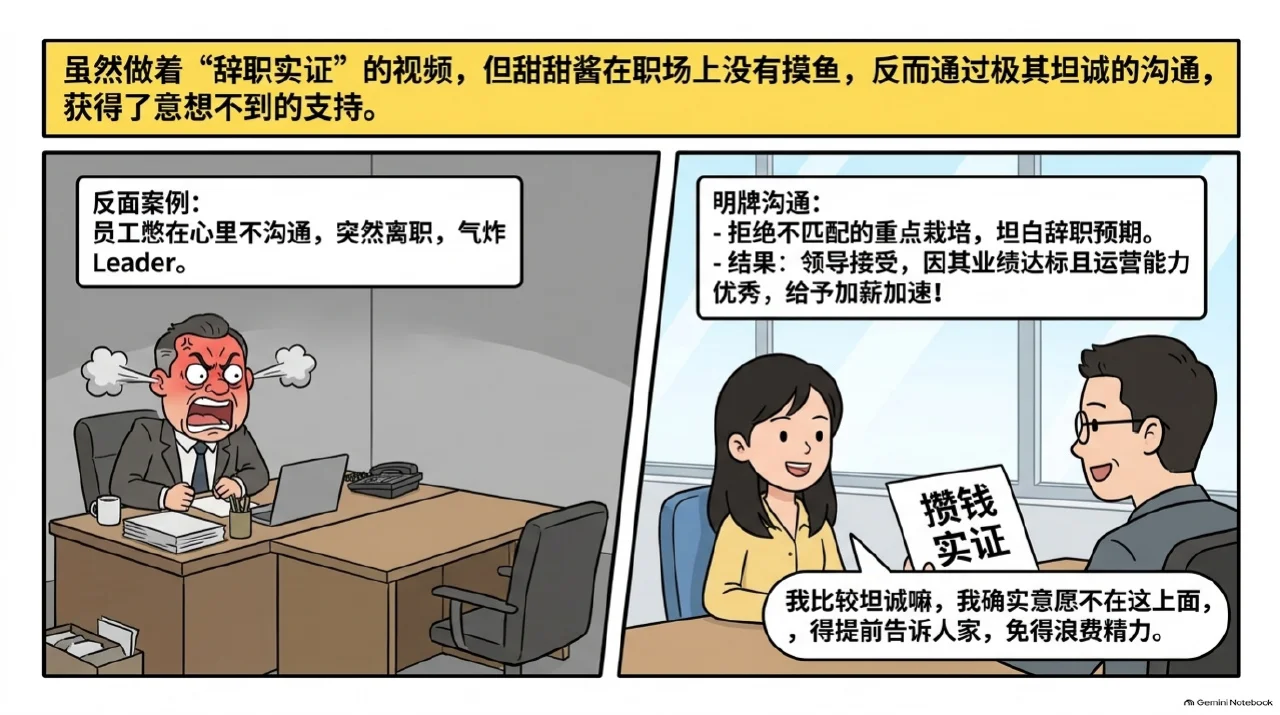 虽然做着“辞职实证”的视频，但甜甜酱在职场上没有摸鱼，反而通过极其坦诚的沟通，
获得了意想不到的支持。
反面案例：
员工憋在心里不沟通，突然离职，气炸
Leader。
明牌沟通：
- 拒绝不匹配的重点栽培，坦白辞职预期。
- 结果：领导接受，因其业绩达标且运营能力
优秀，给予加薪加速！
攒钱
实证
我比较坦诚嘛，我确实意愿不在这上面，
，得提前告诉人家，免得浪费精力。
Gemini Notebook